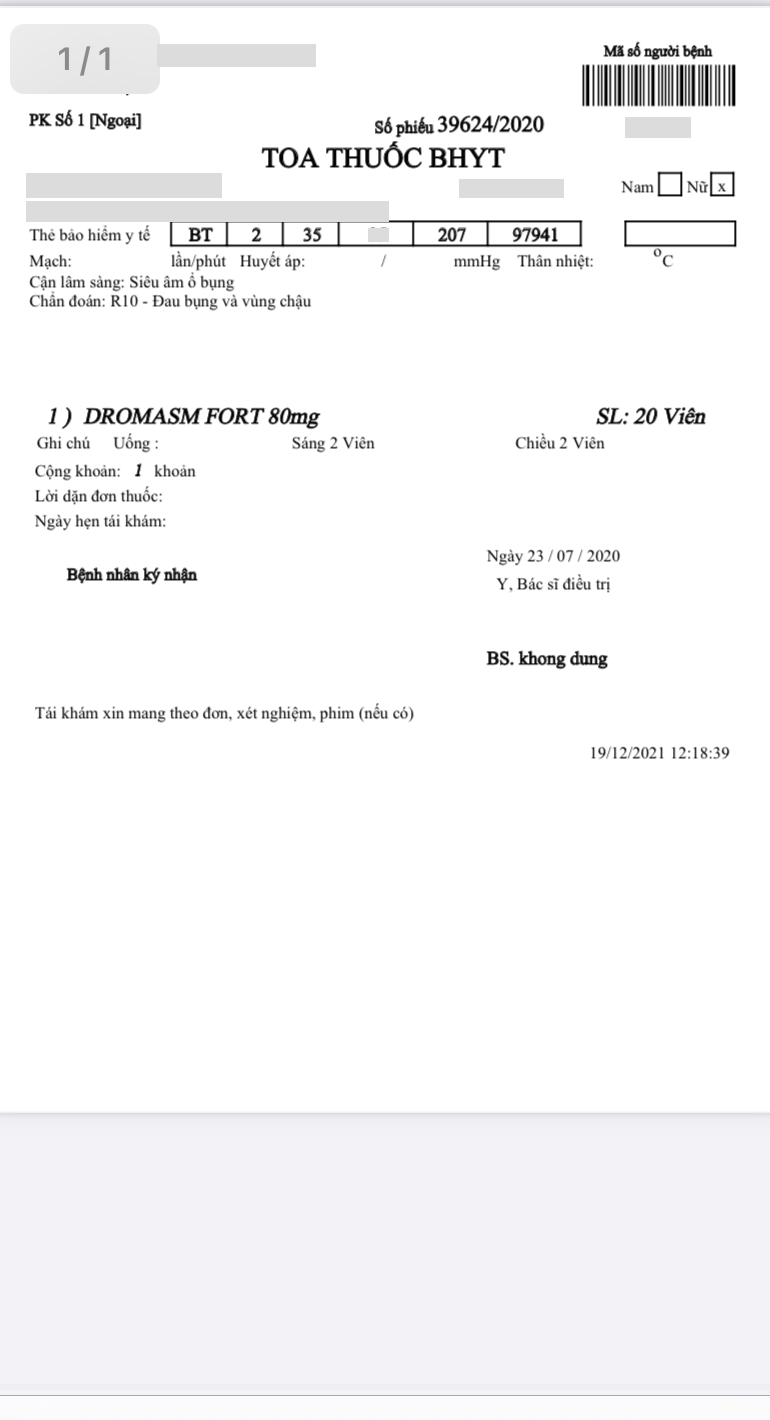 1/1
Mã số người bệnh
PK Số 1 [Ngoại]
Số phiếu 39624/2020
TOA THUỐC BHYT
Nam Nữ x
Thẻ bảo hiểm y tế BT 2 35 207 97941
Mạch: lần/phút Huyết áp: / mmHg Thân nhiệt: °C
Cận lâm sàng: Siêu âm ổ bụng
Chẩn đoán: R10 - Đau bụng và vùng chậu
1 ) DROMASM FORT 80mg SL: 20 Viên
Ghi chú Uống : Sáng 2 Viên Chiều 2 Viên
Cộng khoản: 1 khoản
Lời dặn đơn thuốc:
Ngày hẹn tái khám:
Ngày 23 / 07 / 2020
Bệnh nhân ký nhận
Y, Bác sĩ điều trị
BS. khong dung
Tái khám xin mang theo đơn, xét nghiệm, phim (nếu có)
19/12/2021 12:18:39